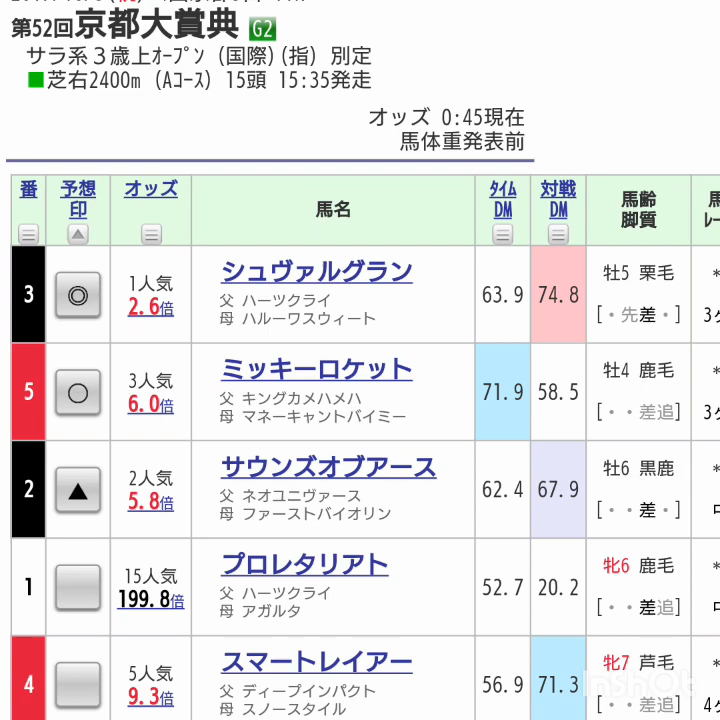 第52回京都大賞典 G2
サラ系３歳上ｵｰﾌﾟﾝ (国際)(指) 別定
芝右2400m (Aｺｰｽ) 15頭 15:35発走
オッズ 0:45現在
馬体重発表前
番 予想印 オッズ 馬名 ﾀｲﾑDM 対戦DM 馬齢脚質
3 ◎ 1人気 2.6倍 シュヴァルグラン 63.9 74.8 牡5 栗毛
父 ハーツクライ
母 ハルーワスウィート [・先差・]
5 ○ 3人気 6.0倍 ミッキーロケット 71.9 58.5 牡4 鹿毛
父 キングカメハメハ
母 マネーキャントバイミー [・・差追]
2 ▲ 2人気 5.8倍 サウンズオブアース 62.4 67.9 牡6 黒鹿
父 ネオユニヴァース
母 ファーストバイオリン [・・差・]
1 15人気 199.8倍 プロレタリアト 52.7 20.2 牝6 鹿毛
父 ハーツクライ
母 アガルタ [・・差追]
4 5人気 9.3倍 スマートレイアー 56.9 71.3 牝7 芦毛
父 ディープインパクト
母 スノースタイル [・・差追]
InShOt